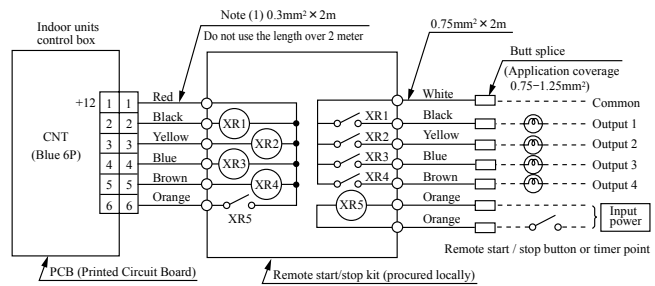 Note (1) 0.3mm² × 2m
Do not use the length over 2 meter
0.75mm² × 2m
Indoor units
control box
Butt splice
(Application coverage
0.75−1.25mm²)
+12 1 1 Red White Common
2 2 Black XR1 XR1 Black Output 1
CNT
(Blue 6P)
3 3 Yellow XR2 XR2 Yellow Output 2
4 4 Blue XR3 XR3 Blue Output 3
5 5 Brown XR4 XR4 Brown Output 4
6 6 Orange XR5 XR5 Orange
Orange
Input
power
Remote start / stop button or timer point
PCB (Printed Circuit Board)
Remote start/stop kit (procured locally)